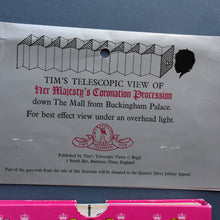 TIM'S TELESCOPIC VIEW OF
Her Majesty's Coronation Procession
down The Mall from Buckingham Palace.
For best effect view under an overhead light.
Published by Tim's Telescopic Views
South Bar, Banbury, Oxon, England
Part of the proceeds from the sale of this souvenir will be donated to the Queen's Silver Jubilee Appeal